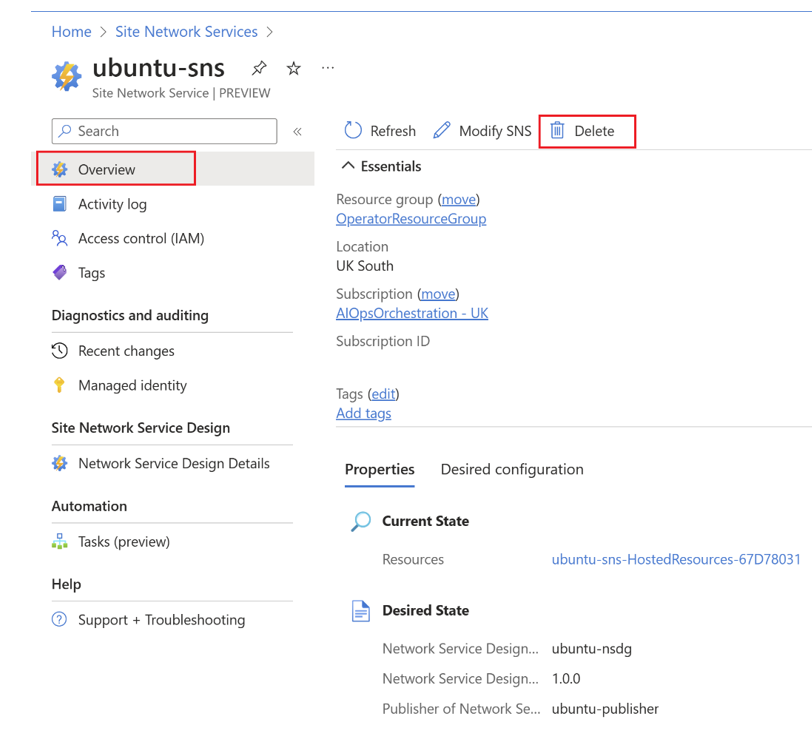 Home > Site Network Services >
ubuntu-sns
Site Network Service | PREVIEW
Search
«
Overview
Activity log
Access control (IAM)
Tags
Diagnostics and auditing
Recent changes
Managed identity
Site Network Service Design
Network Service Design Details
Automation
Tasks (preview)
Help
Support + Troubleshooting
Refresh Modify SNS Delete
Essentials
Resource group (move)
OperatorResourceGroup
Location
UK South
Subscription (move)
AIOpsOrchestration - UK
Subscription ID
Tags (edit)
Add tags
Properties Desired configuration
Current State
Resources ubuntu-sns-HostedResources-67D78031
Desired State
Network Service Design... ubuntu-nsdg
Network Service Design... 1.0.0
Publisher of Network Se... ubuntu-publisher